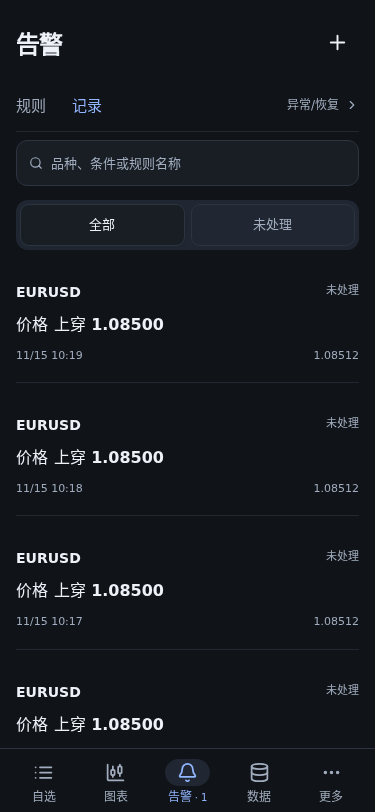 告警
规则 记录 异常/恢复
品种、条件或规则名称
全部 未处理
EURUSD 未处理
价格 上穿 1.08500
11/15 10:19 1.08512
EURUSD 未处理
价格 上穿 1.08500
11/15 10:18 1.08512
EURUSD 未处理
价格 上穿 1.08500
11/15 10:17 1.08512
EURUSD 未处理
价格 上穿 1.08500
自选 图表 告警 · 1 数据 更多